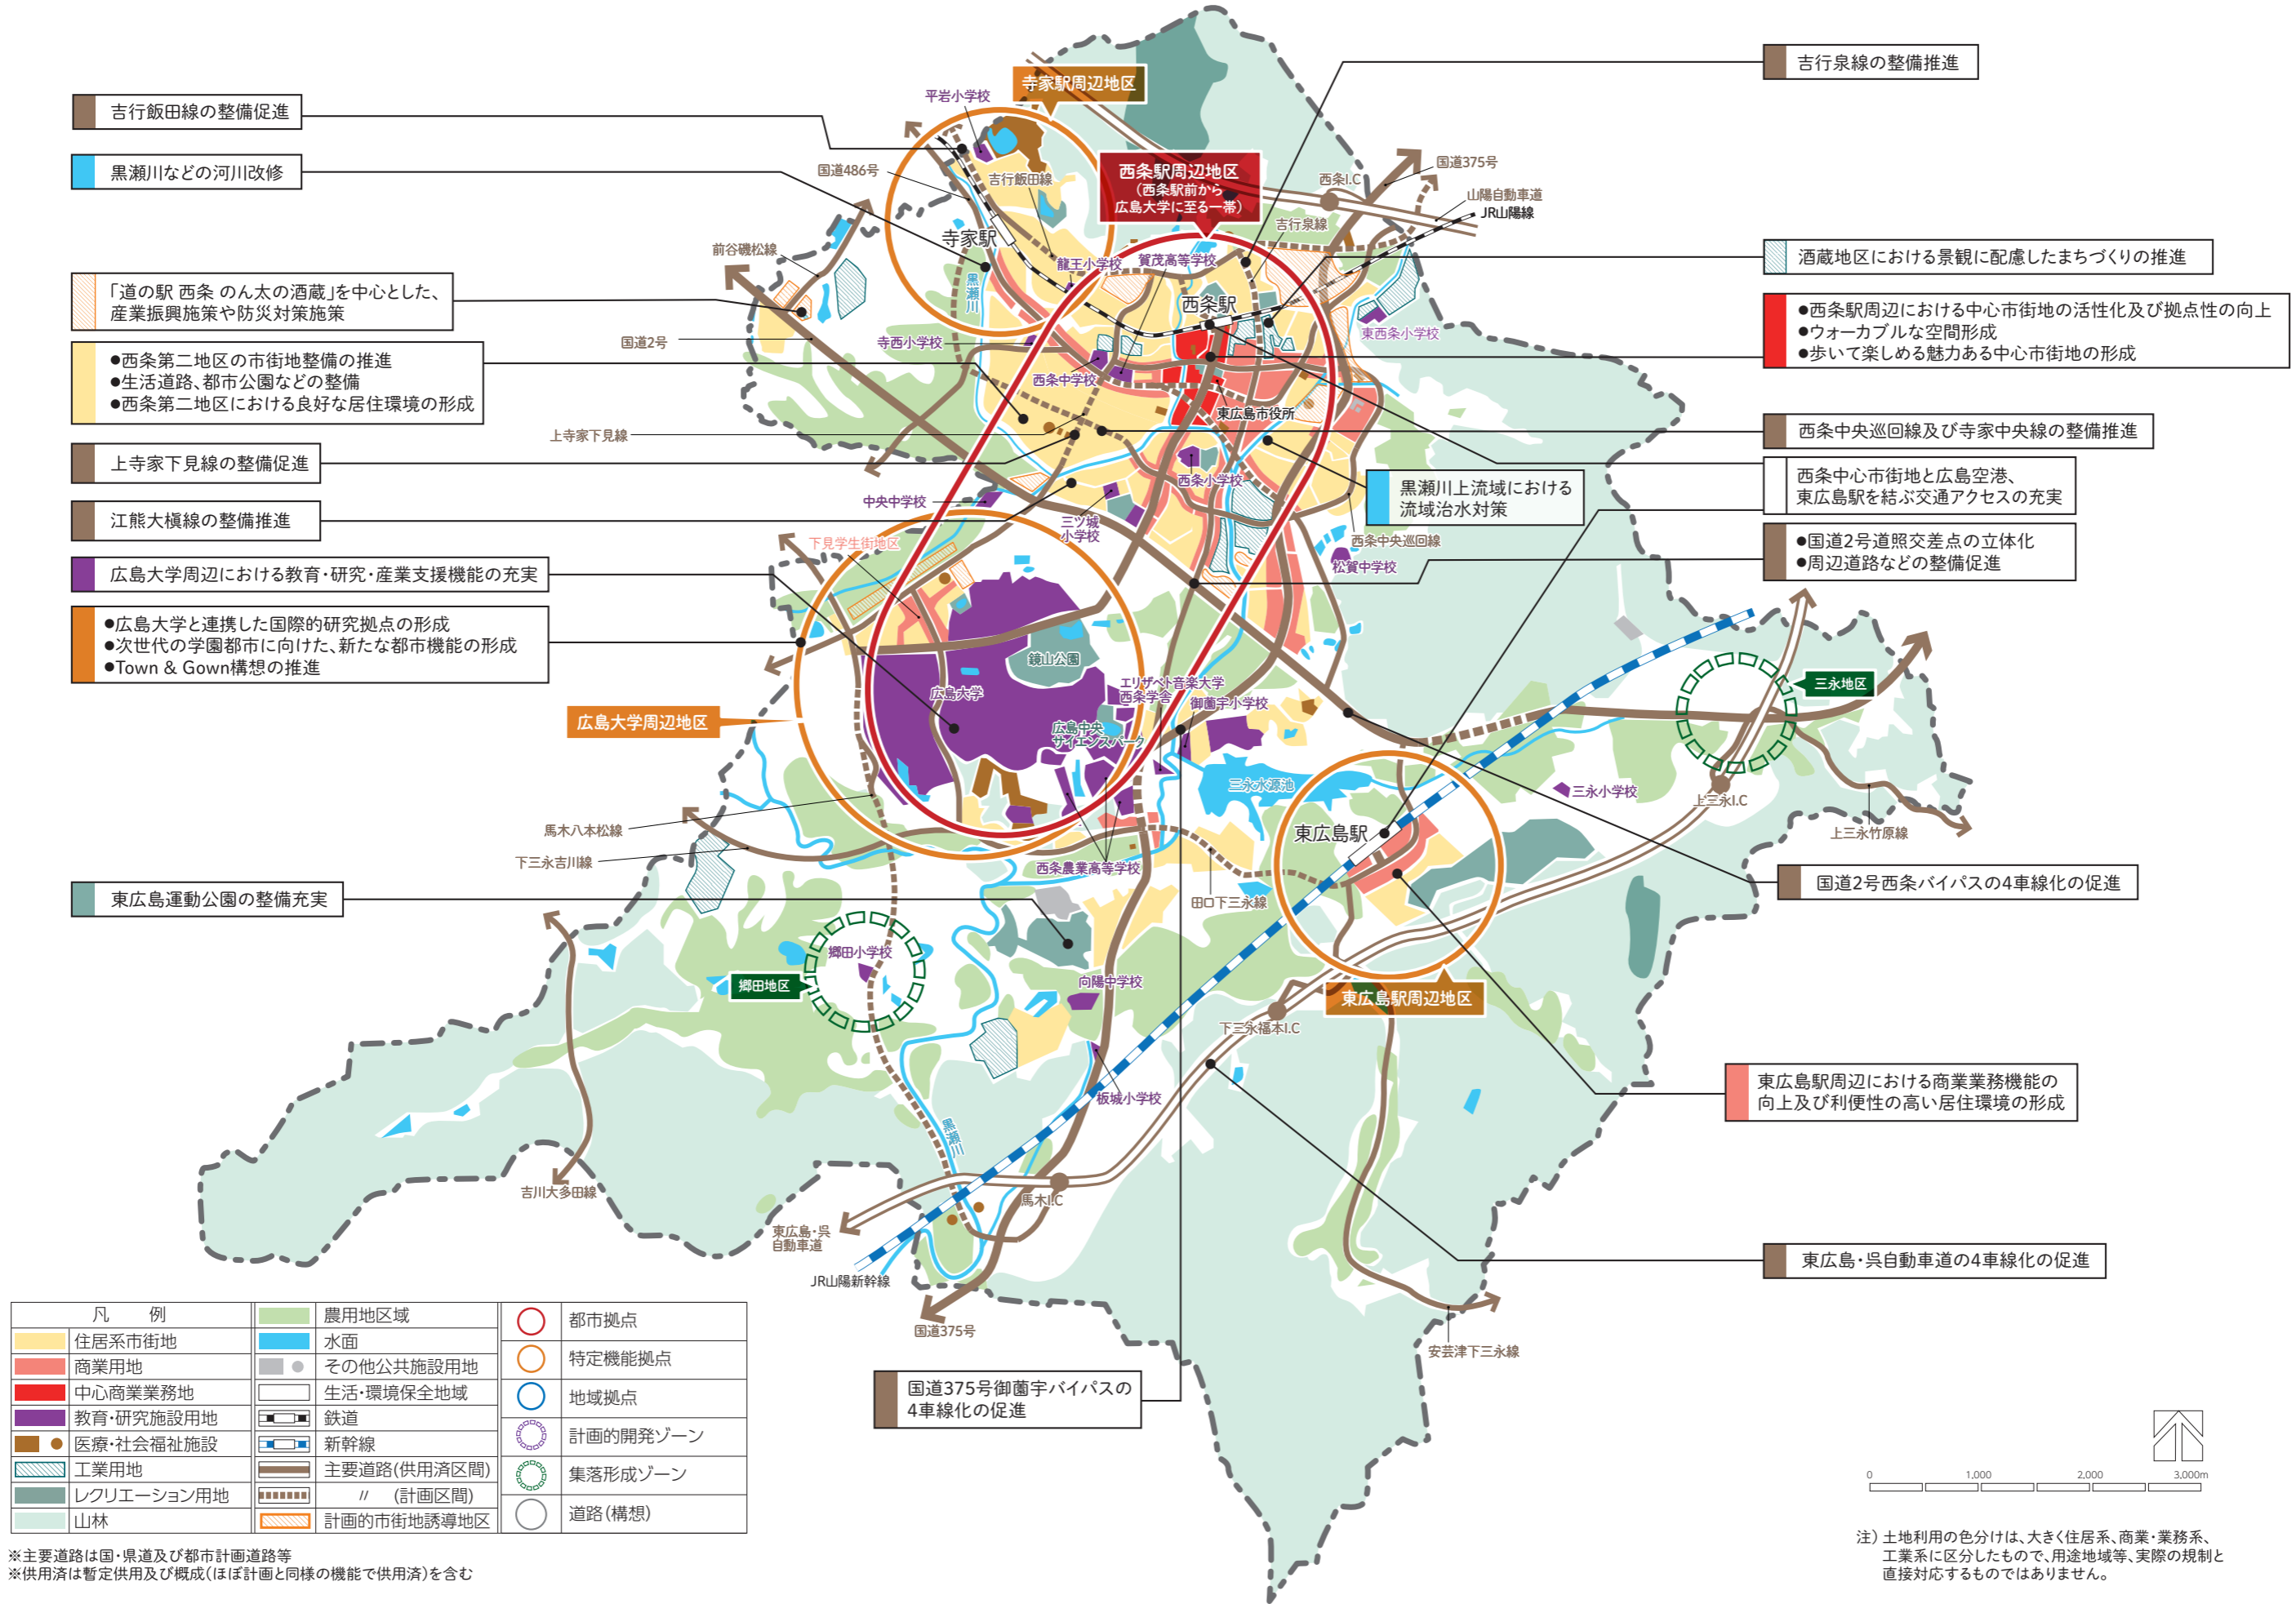 吉行飯田線の整備促進
黒瀬川などの河川改修
「道の駅 西条 のん太の酒蔵」を中心とした、
産業振興施策や防災対策施策
●西条第二地区の市街地整備の推進
●生活道路、都市公園などの整備
●西条第二地区における良好な居住環境の形成
上寺家下見線の整備促進
江熊大槇線の整備推進
広島大学周辺における教育・研究・産業支援機能の充実
●広島大学と連携した国際的研究拠点の形成
●次世代の学園都市に向けた、新たな都市機能の形成
●Town & Gown構想の推進
東広島運動公園の整備充実
吉行泉線の整備推進
酒蔵地区における景観に配慮したまちづくりの推進
●西条駅周辺における中心市街地の活性化及び拠点性の向上
●ウォーカブルな空間形成
●歩いて楽しめる魅力ある中心市街地の形成
西条中央巡回線及び寺家中央線の整備推進
西条中心市街地と広島空港、
東広島駅を結ぶ交通アクセスの充実
●国道2号道照交差点の立体化
●周辺道路などの整備促進
黒瀬川上流域における
流域治水対策
国道2号西条バイパスの4車線化の促進
東広島駅周辺における商業業務機能の
向上及び利便性の高い居住環境の形成
東広島・呉自動車道の4車線化の促進
国道375号御薗宇バイパスの
4車線化の促進
寺家駅周辺地区
西条駅周辺地区
(西条駅前から
広島大学に至る一帯)
広島大学周辺地区
東広島駅周辺地区
三永地区
郷田地区
平岩小学校
国道486号
吉行飯田線
寺家駅
前谷磯松線
黒瀬川
龍王小学校
賀茂高等学校
西条I.C
国道375号
山陽自動車道
JR山陽線
吉行泉線
西条駅
東西条小学校
国道2号
寺西小学校
西条中学校
東広島市役所
上寺家下見線
西条小学校
中央中学校
三ツ城
小学校
下見学生街地区
西条中央巡回線
松賀中学校
鏡山公園
広島大学
エリザベト音楽大学
西条学舎
御薗宇小学校
広島中央
サイエンスパーク
三永水源池
三永小学校
上三永I.C
上三永竹原線
東広島駅
馬木八本松線
下三永吉川線
西条農業高等学校
田口下三永線
郷田小学校
向陽中学校
下三永福本I.C
板城小学校
黒瀬川
吉川大多田線
馬木I.C
東広島・呉
自動車道
JR山陽新幹線
国道375号
安芸津下三永線
凡 例
住居系市街地
商業用地
中心商業業務地
教育・研究施設用地
医療・社会福祉施設
工業用地
レクリエーション用地
山林
農用地区域
水面
その他公共施設用地
生活・環境保全地域
鉄道
新幹線
主要道路(供用済区間)
〃 (計画区間)
計画的市街地誘導地区
都市拠点
特定機能拠点
地域拠点
計画的開発ゾーン
集落形成ゾーン
道路(構想)
※主要道路は国・県道及び都市計画道路等
※供用済は暫定供用及び概成(ほぼ計画と同様の機能で供用済)を含む
0 1,000 2,000 3,000m
注) 土地利用の色分けは、大きく住居系、商業・業務系、
工業系に区分したもので、用途地域等、実際の規制と
直接対応するものではありません。